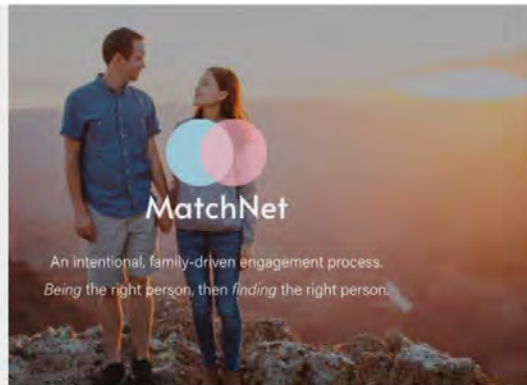 MatchNet
An intentional, family-driven engagement process.
Being the right person, then finding the right person.